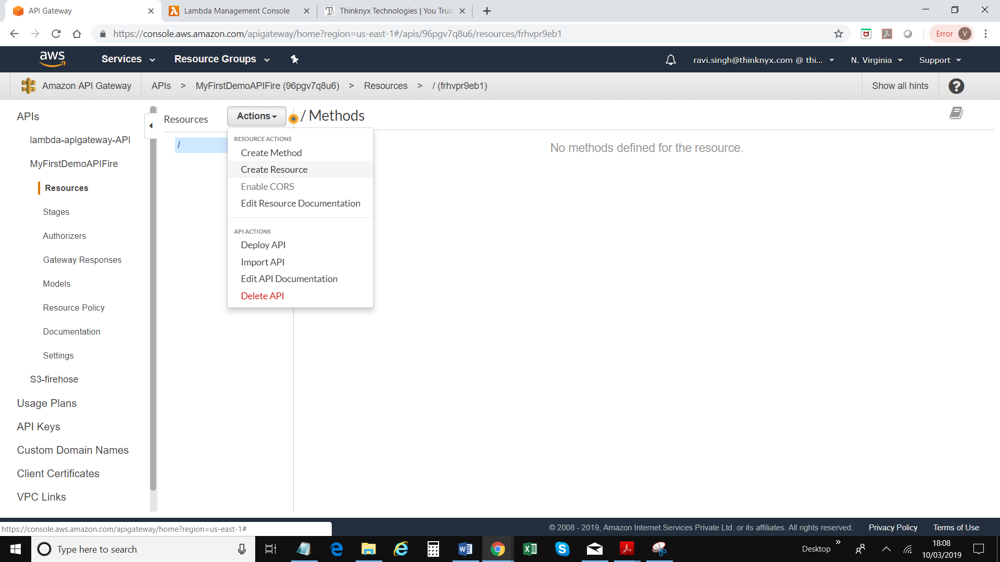 API Gateway
Lambda Management Console
Thinknyx Technologies | You Trus
https://console.aws.amazon.com/apigateway/home?region=us-east-1#/apis/96pgv7q8u6/resources/frhvpr9eb1
Error V
aws Services Resource Groups ravi.singh@thinknyx.com @ thi... N. Virginia Support
Amazon API Gateway APIs > MyFirstDemoAPIFire (96pgv7q8u6) > Resources > / (frhvpr9eb1) Show all hints ?
APIs
lambda-apigateway-API
MyFirstDemoAPIFire
Resources
Stages
Authorizers
Gateway Responses
Models
Resource Policy
Documentation
Settings
S3-firehose
Usage Plans
API Keys
Custom Domain Names
Client Certificates
VPC Links
Resources
Actions
/ Methods
/
RESOURCE ACTIONS
Create Method
Create Resource
Enable CORS
Edit Resource Documentation
API ACTIONS
Deploy API
Import API
Edit API Documentation
Delete API
No methods defined for the resource.
https://console.aws.amazon.com/apigateway/home?region=us-east-1#
© 2008 - 2019, Amazon Internet Services Private Ltd. or its affiliates. All rights reserved. Privacy Policy Terms of Use
Type here to search
Desktop
18:08
10/03/2019